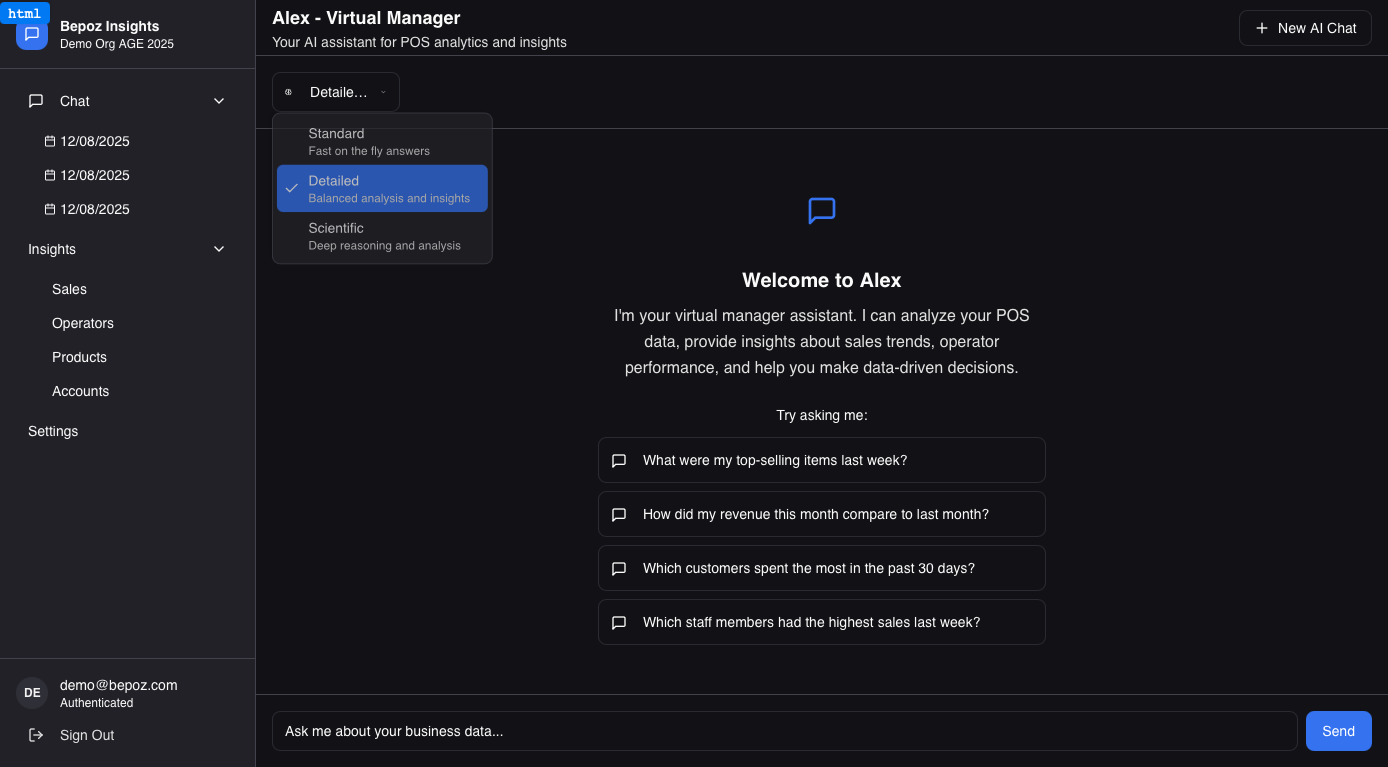 html
Bepoz Insights
Demo Org AGE 2025
Chat
12/08/2025
12/08/2025
12/08/2025
Insights
Sales
Operators
Products
Accounts
Settings
DE
demo@bepoz.com
Authenticated
Sign Out
Alex - Virtual Manager
Your AI assistant for POS analytics and insights
New AI Chat
Detaile...
Standard
Fast on the fly answers
Detailed
Balanced analysis and insights
Scientific
Deep reasoning and analysis
Welcome to Alex
I'm your virtual manager assistant. I can analyze your POS
data, provide insights about sales trends, operator
performance, and help you make data-driven decisions.
Try asking me:
What were my top-selling items last week?
How did my revenue this month compare to last month?
Which customers spent the most in the past 30 days?
Which staff members had the highest sales last week?
Ask me about your business data...
Send